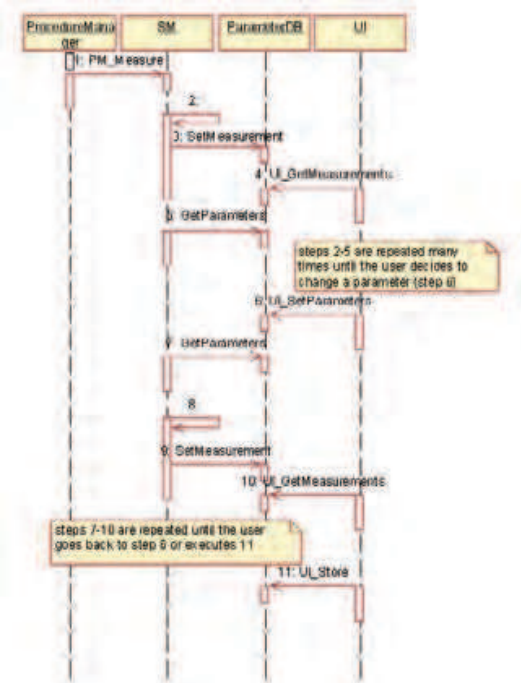 ProcedureMana
ger
SM
ParameterDB
UI
1: PM_Measure
2:
3: SetMeasurement
4: UI_GetMeasurements
5: GetParameters
steps 2-5 are repeated many
times until the user decides to
change a parameter (step 6)
6: UI_SetParameters
7: GetParameters
8:
9: SetMeasurement
10: UI_GetMeasurements
steps 7-10 are repeated until the user
goes back to step 6 or executes 11
11: UI_Store